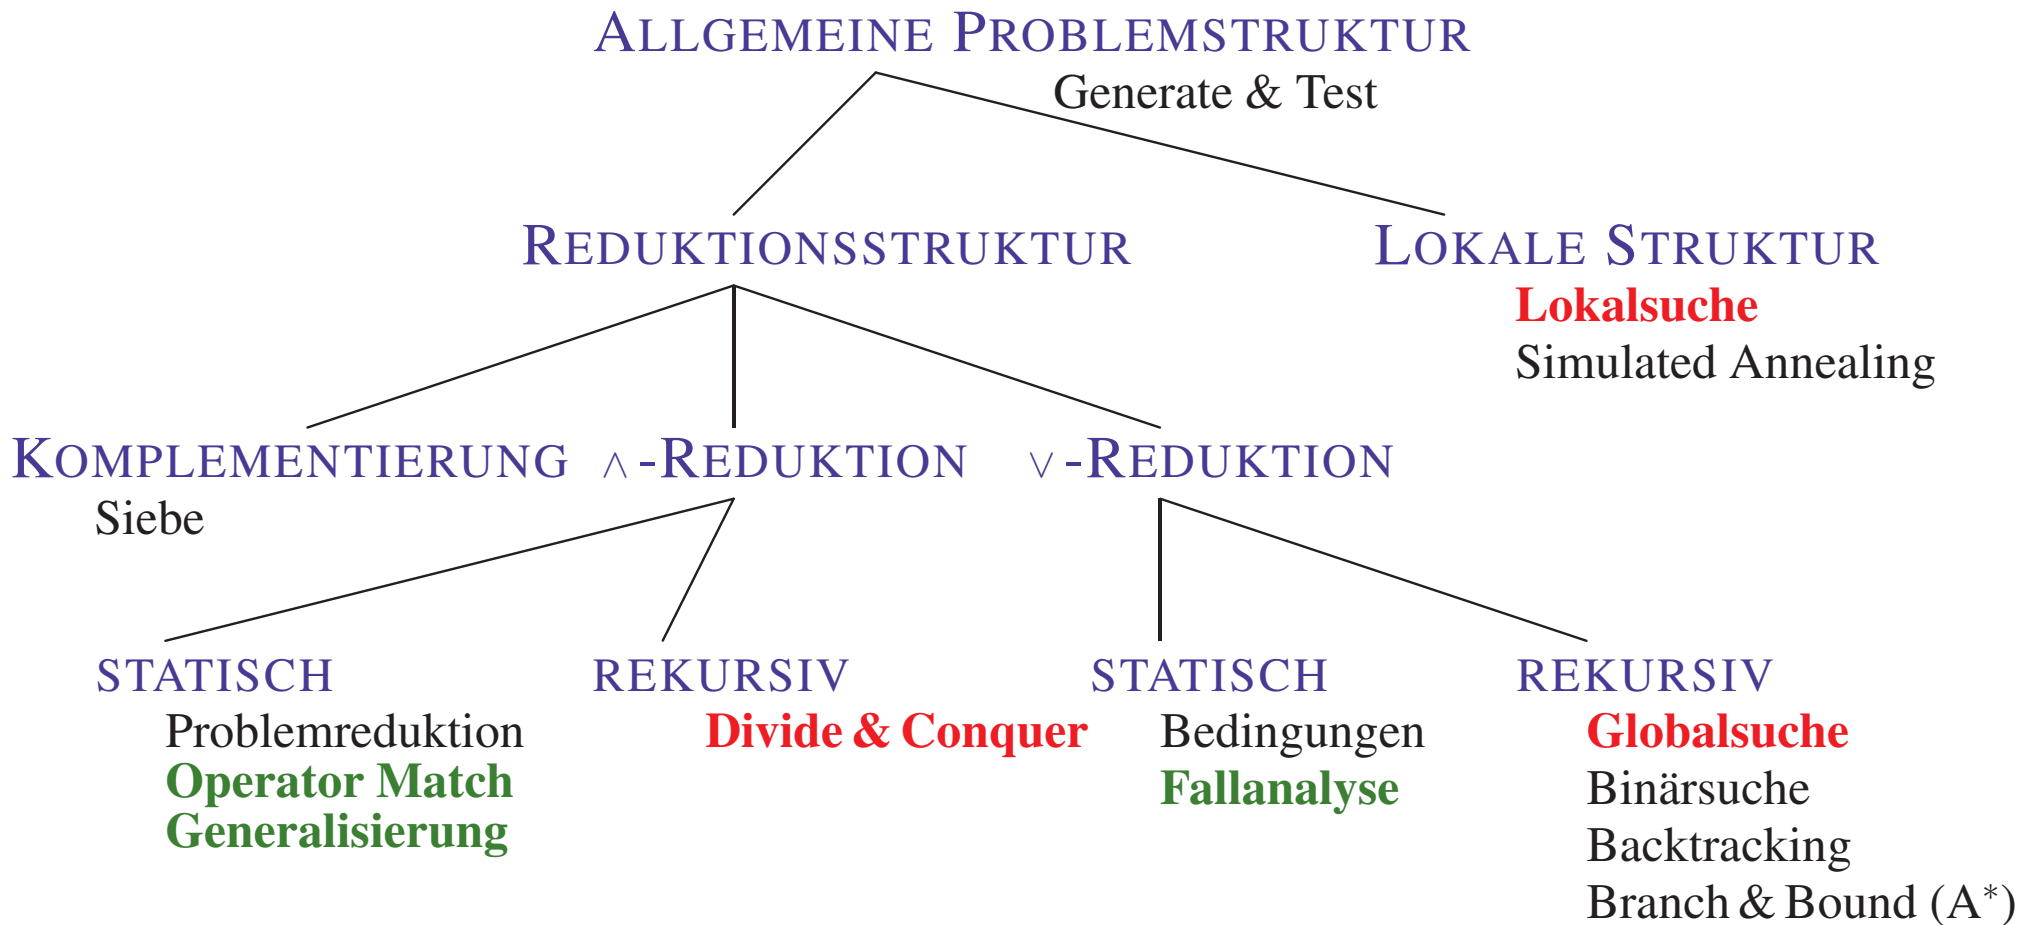 ALLGEMEINE PROBLEMSTRUKTUR
Generate & Test
REDUKTIONSSTRUKTUR
LOKALE STRUKTUR
Lokalsuche
Simulated Annealing
KOMPLEMENTIERUNG
Siebe
∧-REDUKTION
∨-REDUKTION
STATISCH
Problemreduktion
Operator Match
Generalisierung
REKURSIV
Divide & Conquer
STATISCH
Bedingungen
Fallanalyse
REKURSIV
Globalsuche
Binärsuche
Backtracking
Branch & Bound (A*)